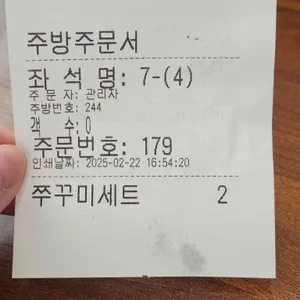 주방주문서
좌 석 명: 7-(4)
주 문 자: 관리자
주방번호: 244
객 수: 0
주문번호: 179
인쇄날짜: 2025-02-22 16:54:20
쭈꾸미세트 2